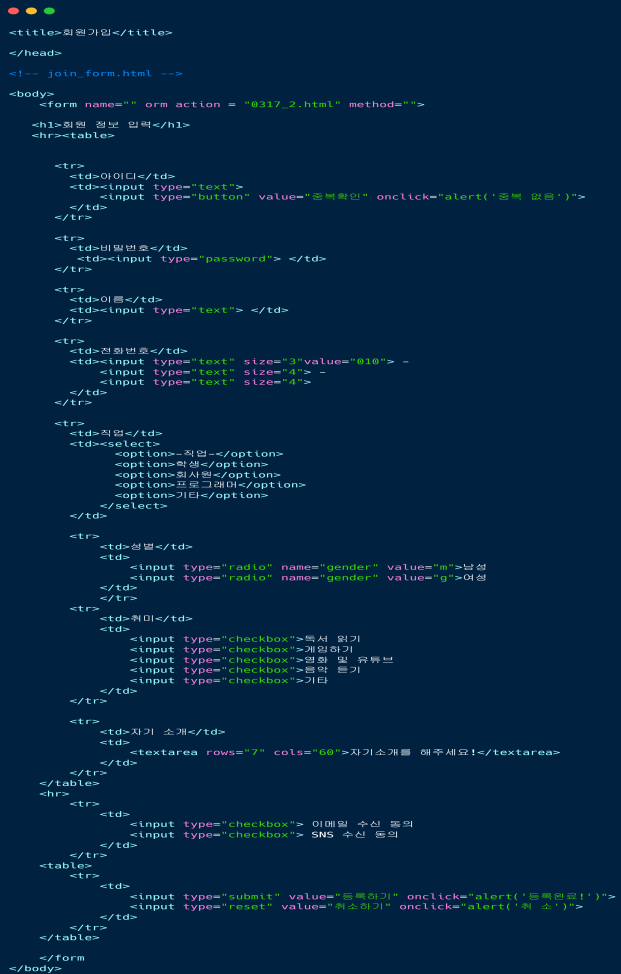 <title>회원가입</title>
</head>
<!-- join_form.html -->
<body>
<form name="" orm action = "0317_2.html" method="">
<h1>회원 정보 입력</h1>
<hr><table>
<tr>
<td>아이디</td>
<td><input type="text">
<input type="button" value="중복확인" onclick="alert('중복 없음')">
</td>
</tr>
<tr>
<td>비밀번호</td>
<td><input type="password"> </td>
</tr>
<tr>
<td>이름</td>
<td><input type="text"> </td>
</tr>
<tr>
<td>전화번호</td>
<td><input type="text" size="3"value="010"> -
<input type="text" size="4"> -
<input type="text" size="4">
</td>
</tr>
<tr>
<td>직업</td>
<td><select>
<option>-직업-</option>
<option>학생</option>
<option>회사원</option>
<option>프로그래머</option>
<option>기타</option>
</select>
</td>
<tr>
<td>성별</td>
<td>
<input type="radio" name="gender" value="m">남성
<input type="radio" name="gender" value="g">여성
</td>
</tr>
<tr>
<td>취미</td>
<td>
<input type="checkbox">독서 읽기
<input type="checkbox">게임하기
<input type="checkbox">영화 및 유튜브
<input type="checkbox">음악 듣기
<input type="checkbox">기타
</td>
</tr>
<tr>
<td>자기 소개</td>
<td>
<textarea rows="7" cols="60">자기소개를 해주세요!</textarea>
</td>
</tr>
</table>
<hr>
<tr>
<td>
<input type="checkbox"> 이메일 수신 동의
<input type="checkbox"> SNS 수신 동의
</td>
</tr>
<table>
<tr>
<td>
<input type="submit" value="등록하기" onclick="alert('등록완료!')">
<input type="reset" value="취소하기" onclick="alert('취 소')">
</td>
</tr>
</table>
</form
</body>